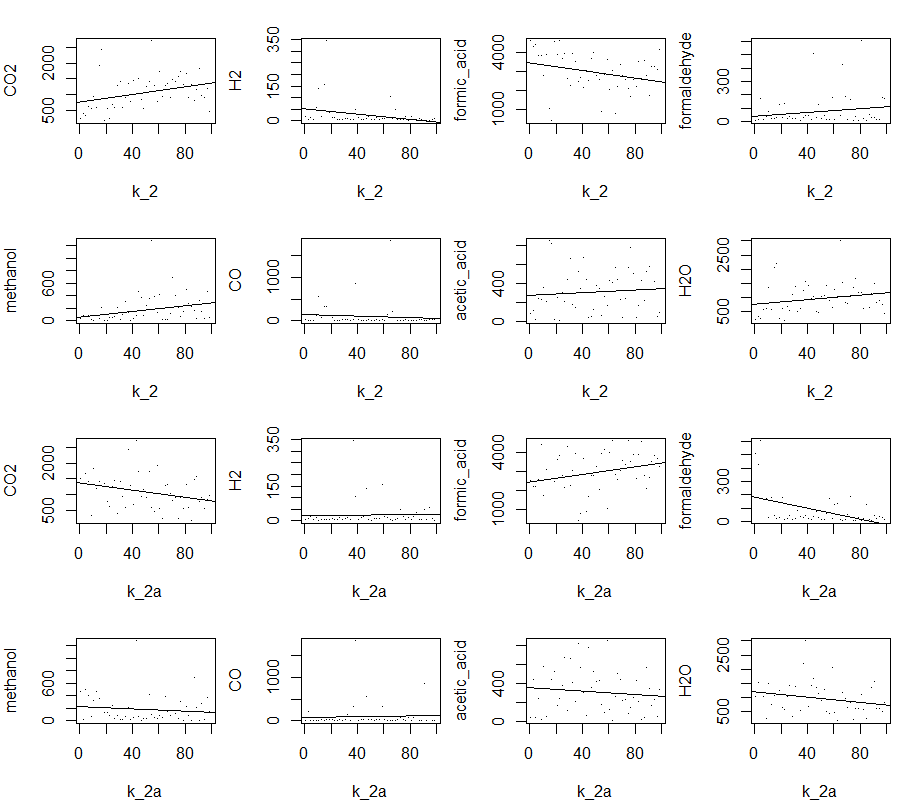 CO2 500 2000 0 40 80 k_2
H2 0 150 350 0 40 80 k_2
formic_acid 1000 4000 0 40 80 k_2
formaldehyde 0 300 0 40 80 k_2
methanol 0 600 0 40 80 k_2
CO 0 1000 0 40 80 k_2
acetic_acid 0 400 0 40 80 k_2
H2O 500 2500 0 40 80 k_2
CO2 500 2000 0 40 80 k_2a
H2 0 150 350 0 40 80 k_2a
formic_acid 1000 4000 0 40 80 k_2a
formaldehyde 0 300 0 40 80 k_2a
methanol 0 600 0 40 80 k_2a
CO 0 1000 0 40 80 k_2a
acetic_acid 0 400 0 40 80 k_2a
H2O 500 2500 0 40 80 k_2a